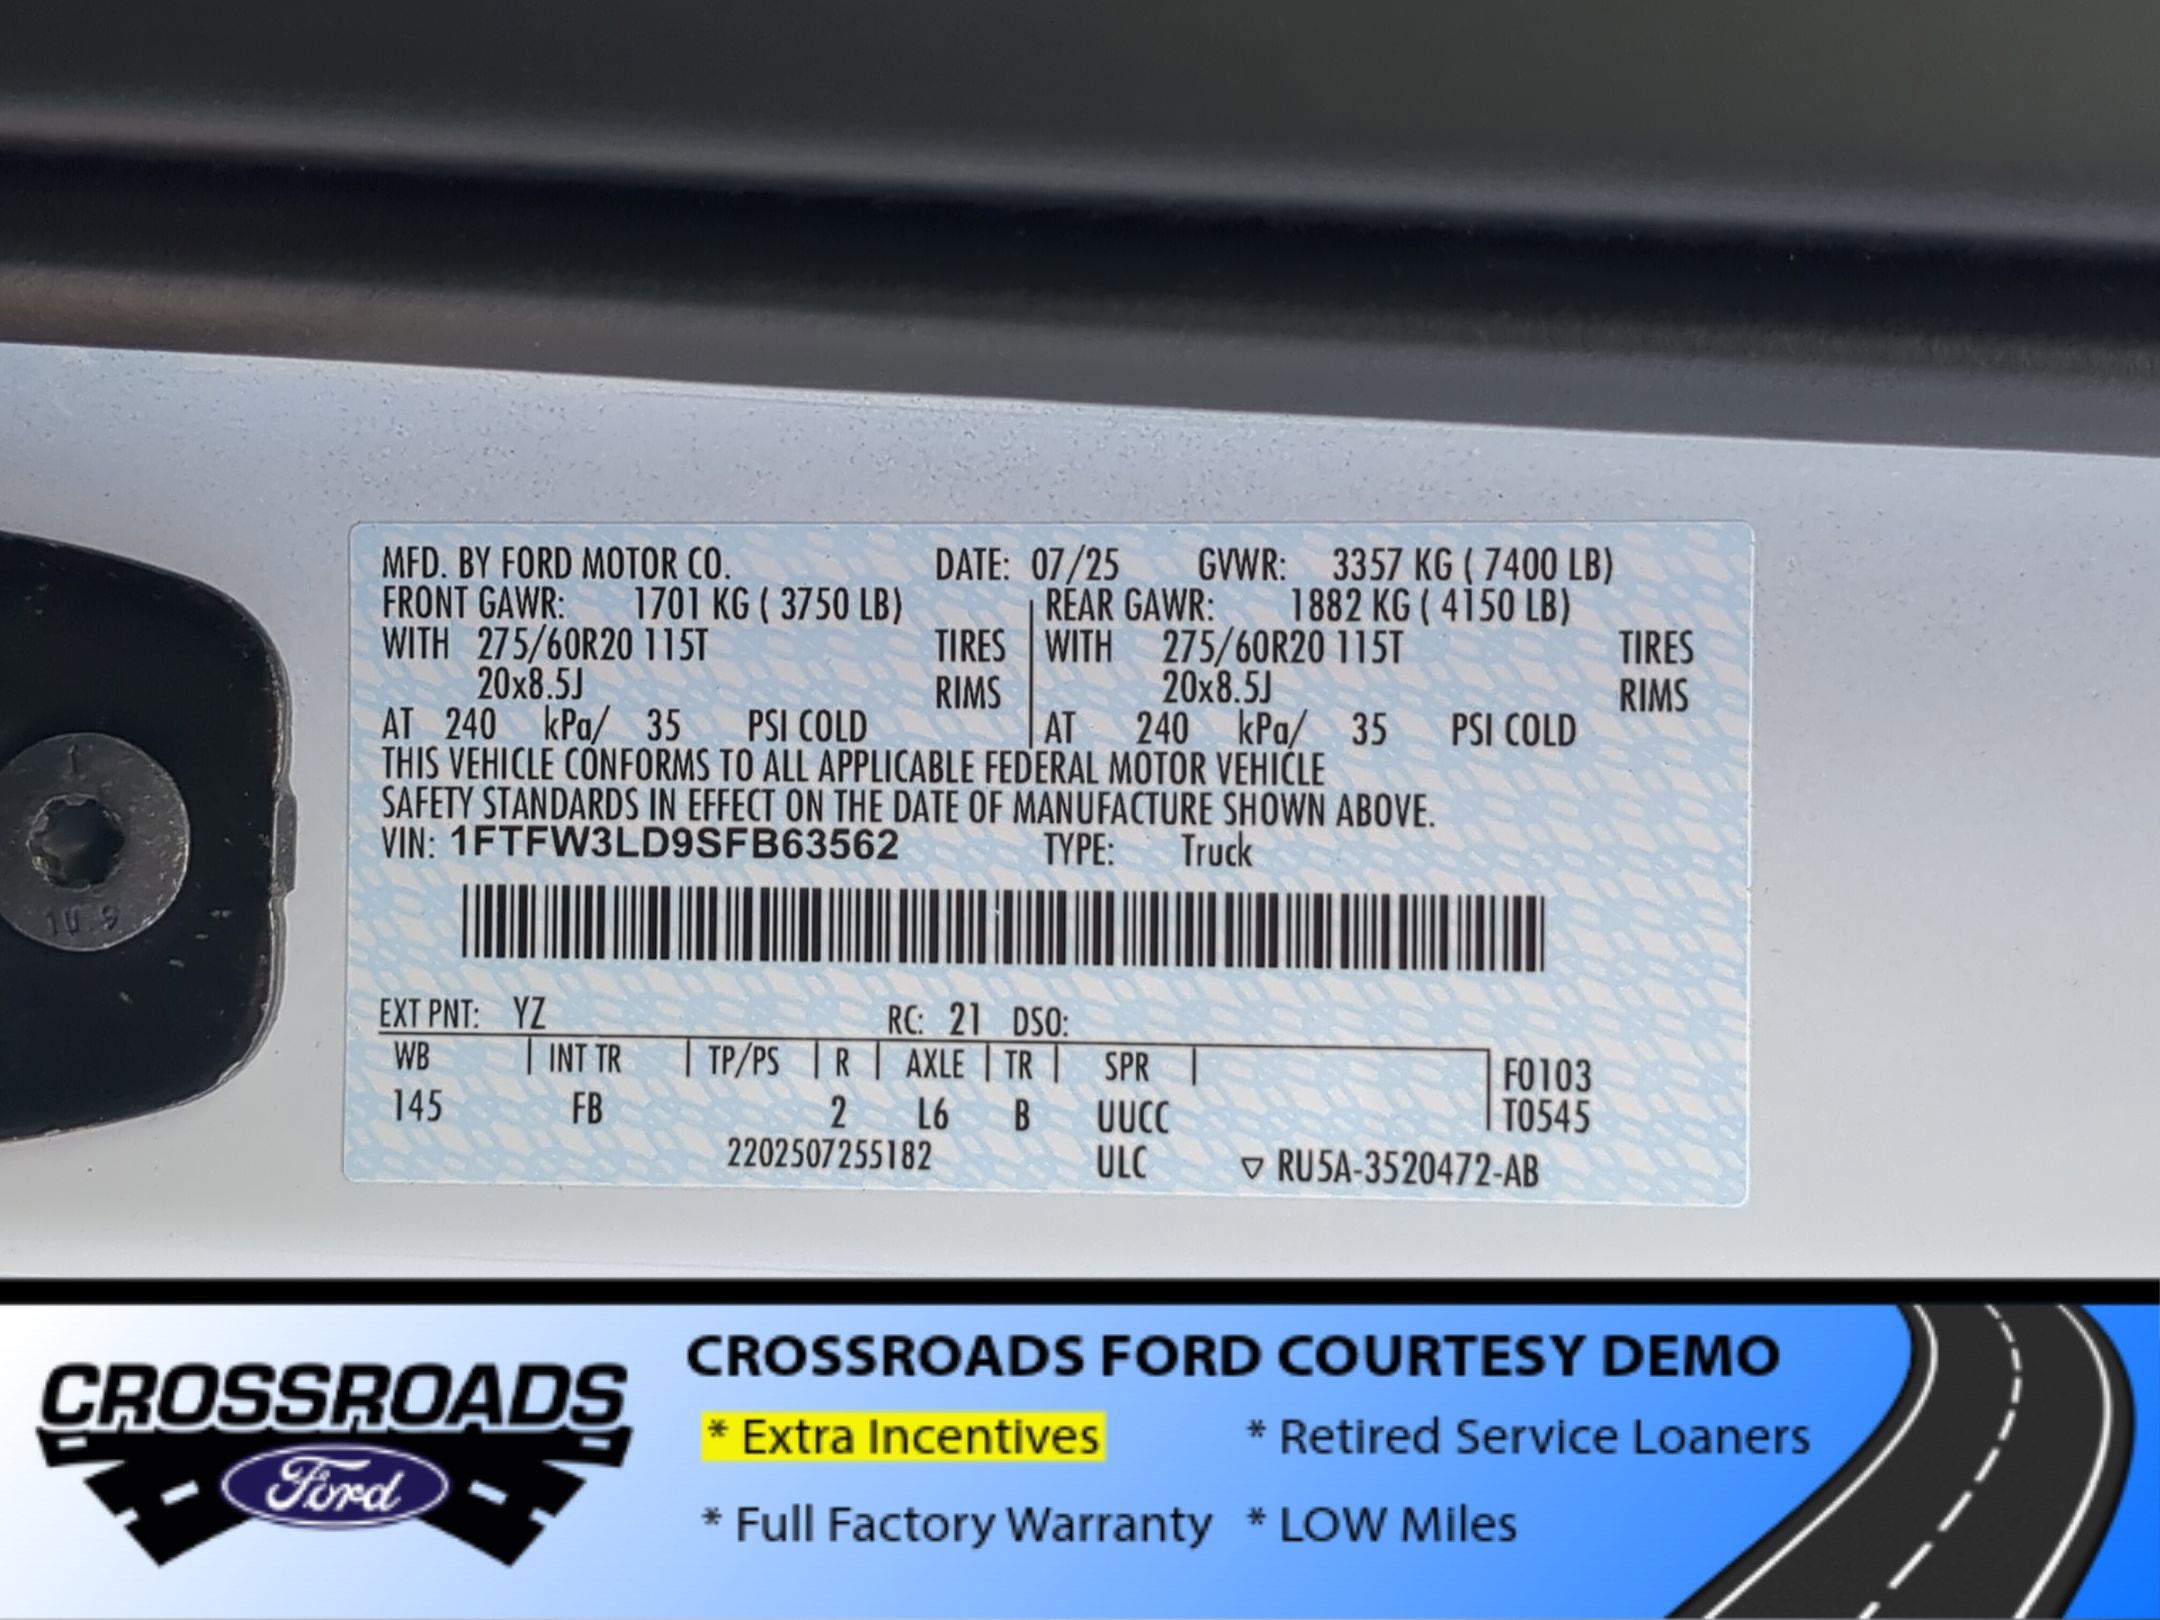 MFD. BY FORD MOTOR CO. DATE: 07/25 GVWR: 3357 KG ( 7400 LB)
FRONT GAWR: 1701 KG ( 3750 LB) REAR GAWR: 1882 KG ( 4150 LB)
WITH 275/60R20 115T TIRES WITH 275/60R20 115T TIRES
20x8.5J RIMS 20x8.5J RIMS
AT 240 kPa/ 35 PSI COLD AT 240 kPa/ 35 PSI COLD
THIS VEHICLE CONFORMS TO ALL APPLICABLE FEDERAL MOTOR VEHICLE
SAFETY STANDARDS IN EFFECT ON THE DATE OF MANUFACTURE SHOWN ABOVE.
VIN: 1FTFW3LD9SFB63562 TYPE: Truck
1
10.9
EXT PNT: YZ RC: 21 DSO:
WB INT TR TP/PS R AXLE TR SPR F0103
145 FB 2 L6 B UUCC T0545
2202507255182 ULC ▽ RU5A-3520472-AB
CROSSROADS
Ford
CROSSROADS FORD COURTESY DEMO
* Extra Incentives * Retired Service Loaners
* Full Factory Warranty * LOW Miles